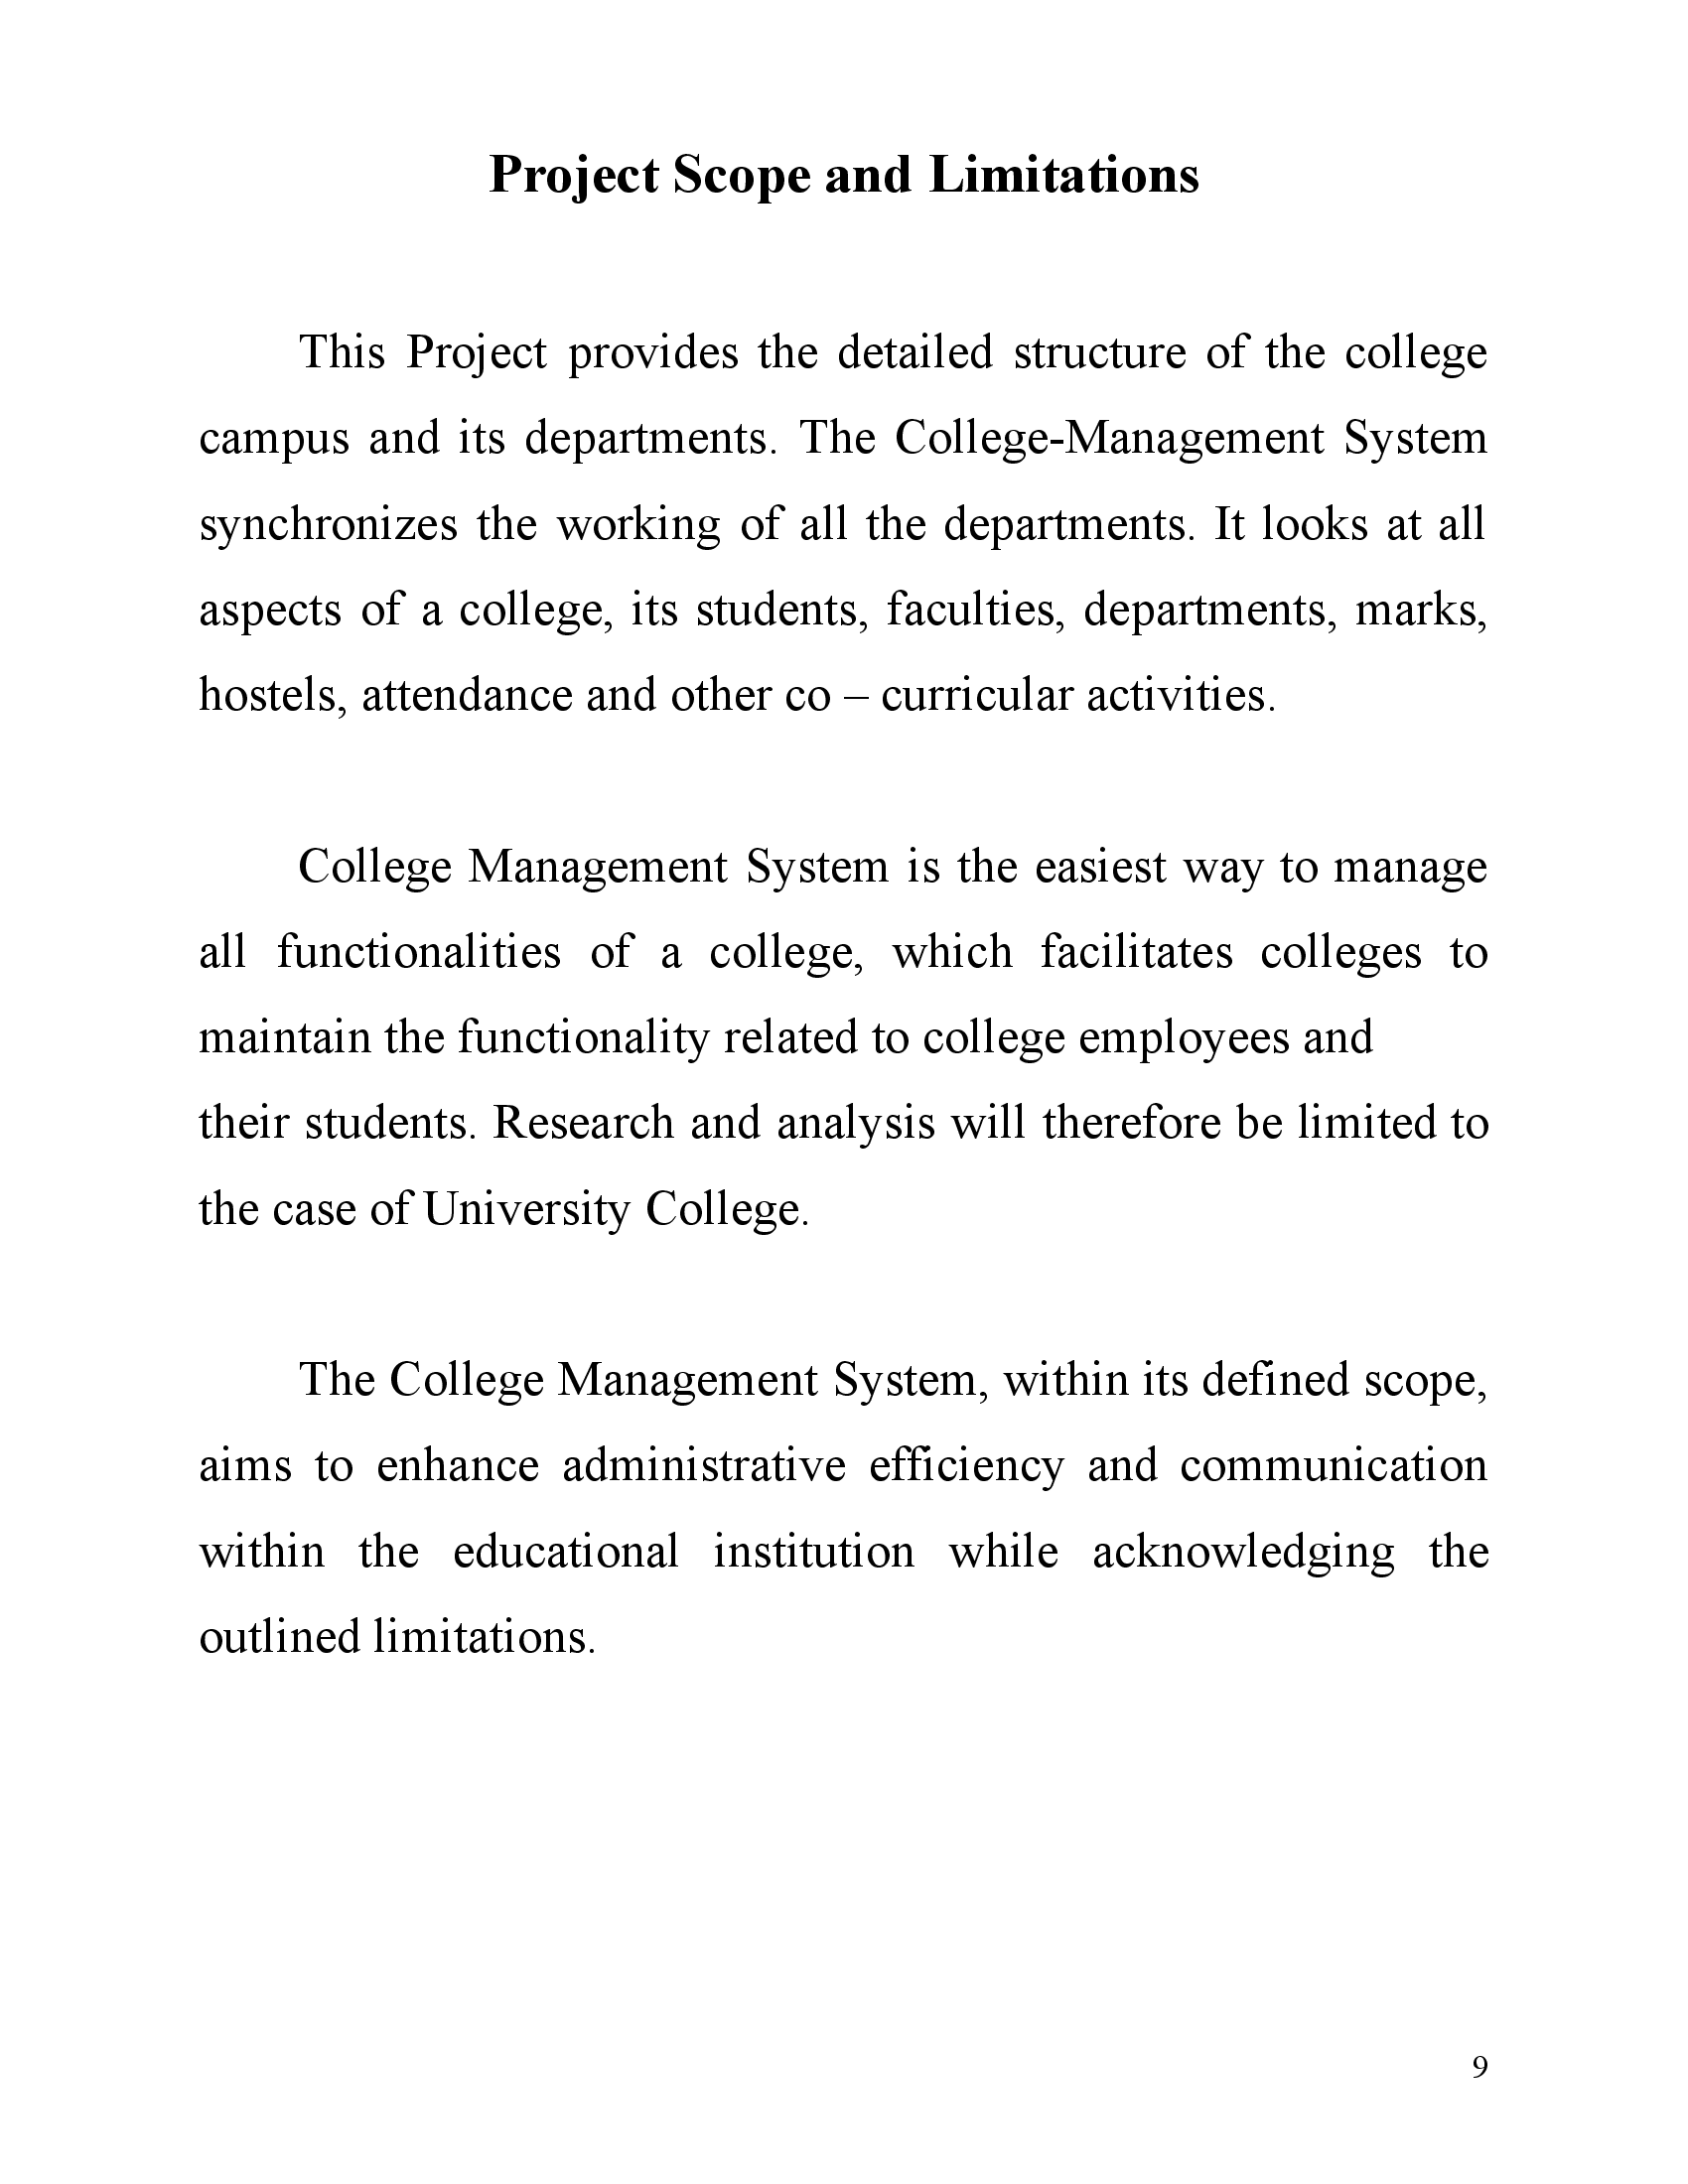 Project Scope and Limitations
This Project provides the detailed structure of the college
campus and its departments. The College-Management System
synchronizes the working of all the departments. It looks at all
aspects of a college, its students, faculties, departments, marks,
hostels, attendance and other co – curricular activities.
College Management System is the easiest way to manage
all functionalities of a college, which facilitates colleges to
maintain the functionality related to college employees and
their students. Research and analysis will therefore be limited to
the case of University College.
The College Management System, within its defined scope,
aims to enhance administrative efficiency and communication
within the educational institution while acknowledging the
outlined limitations.
9